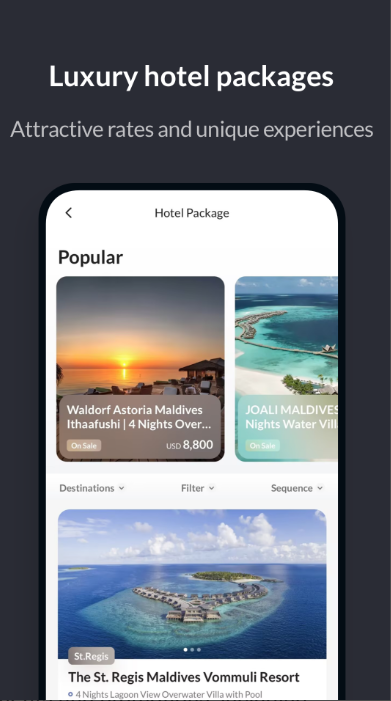 Luxury hotel packages
Attractive rates and unique experiences
Hotel Package
Popular
Waldorf Astoria Maldives
Ithaafushi | 4 Nights Over...
On Sale
USD 8,800
JOALI MALDIVES
Nights Water Vill
On Sale
Destinations
Filter
Sequence
St.Regis
The St. Regis Maldives Vommuli Resort
4 Nights Lagoon View Overwater Villa with Pool